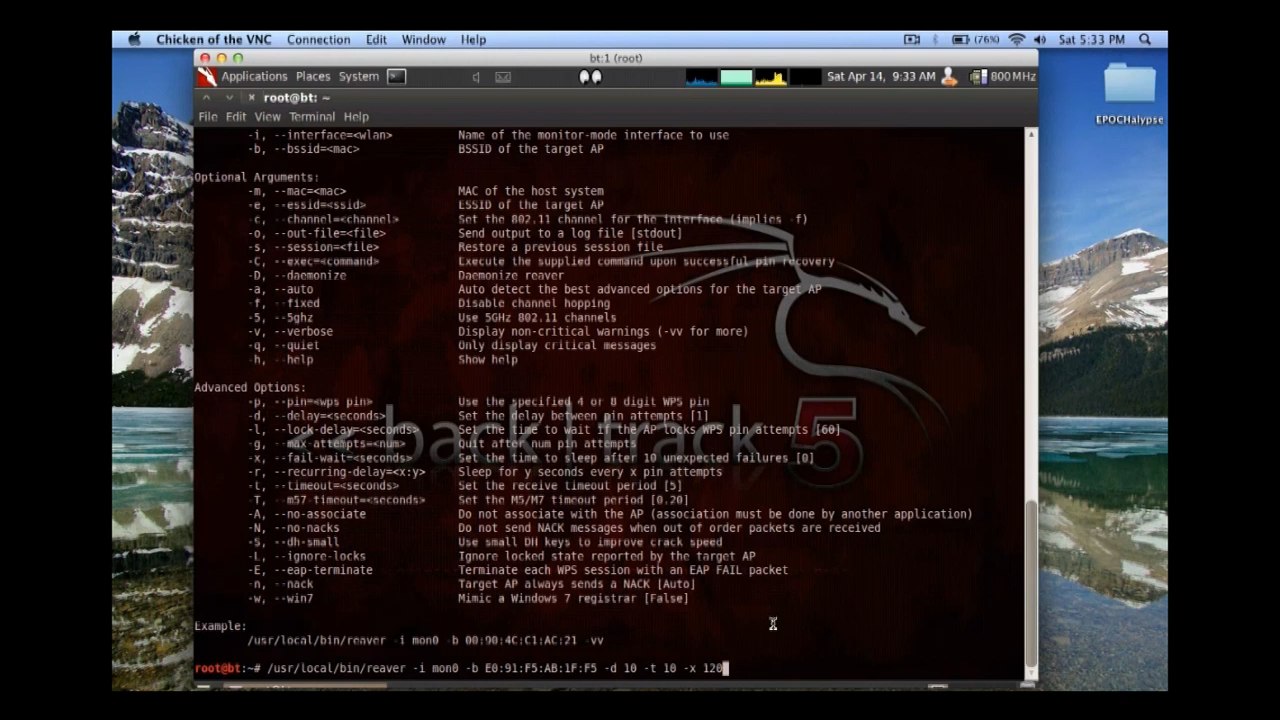 Chicken of the VNC Connection Edit Window Help (76%) Sat 5:33 PM
bt:1 (root)
Applications Places System Sat Apr 14, 9:33 AM 800 MHz
EPOCHalypse
root@bt: ~
File Edit View Terminal Help
-i, --interface=<wlan> Name of the monitor-mode interface to use
-b, --bssid=<mac> BSSID of the target AP
Optional Arguments:
-m, --mac=<mac> MAC of the host system
-e, --essid=<ssid> ESSID of the target AP
-c, --channel=<channel> Set the 802.11 channel for the interface (implies -f)
-o, --out-file=<file> Send output to a log file [stdout]
-s, --session=<file> Restore a previous session file
-C, --exec=<command> Execute the supplied command upon successful pin recovery
-D, --daemonize Daemonize reaver
-a, --auto Auto detect the best advanced options for the target AP
-f, --fixed Disable channel hopping
-5, --5ghz Use 5GHz 802.11 channels
-v, --verbose Display non-critical warnings (-vv for more)
-q, --quiet Only display critical messages
-h, --help Show help
Advanced Options:
-p, --pin=<wps pin> Use the specified 4 or 8 digit WPS pin
-d, --delay=<seconds> Set the delay between pin attempts [1]
-l, --lock-delay=<seconds> Set the time to wait if the AP locks WPS pin attempts [60]
-g, --max-attempts=<num> Quit after num pin attempts
-x, --fail-wait=<seconds> Set the time to sleep after 10 unexpected failures [0]
-r, --recurring-delay=<x:y> Sleep for y seconds every x pin attempts
-t, --timeout=<seconds> Set the receive timeout period [5]
-T, --m57-timeout=<seconds> Set the M5/M7 timeout period [0.20]
-A, --no-associate Do not associate with the AP (association must be done by another application)
-N, --no-nacks Do not send NACK messages when out of order packets are received
-S, --dh-small Use small DH keys to improve crack speed
-L, --ignore-locks Ignore locked state reported by the target AP
-E, --eap-terminate Terminate each WPS session with an EAP FAIL packet
-n, --nack Target AP always sends a NACK [Auto]
-w, --win7 Mimic a Windows 7 registrar [False]
<< back | track 5
Example:
/usr/local/bin/reaver -i mon0 -b 00:90:4C:C1:AC:21 -vv
root@bt:~# /usr/local/bin/reaver -i mon0 -b E0:91:F5:AB:1F:F5 -d 10 -t 10 -x 120